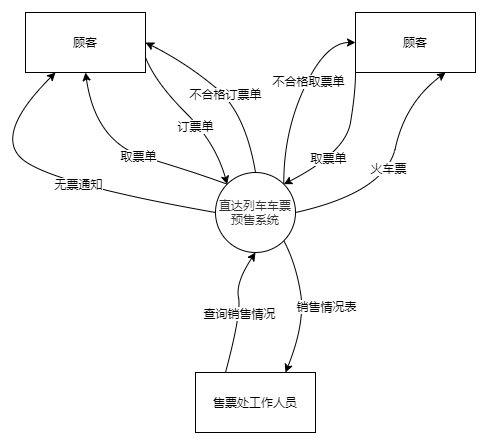 顾客
顾客
不合格取票单
不合格订票单
订票单
取票单
取票单
火车票
无票通知
直达列车车票
预售系统
查询销售情况
销售情况表
售票处工作人员